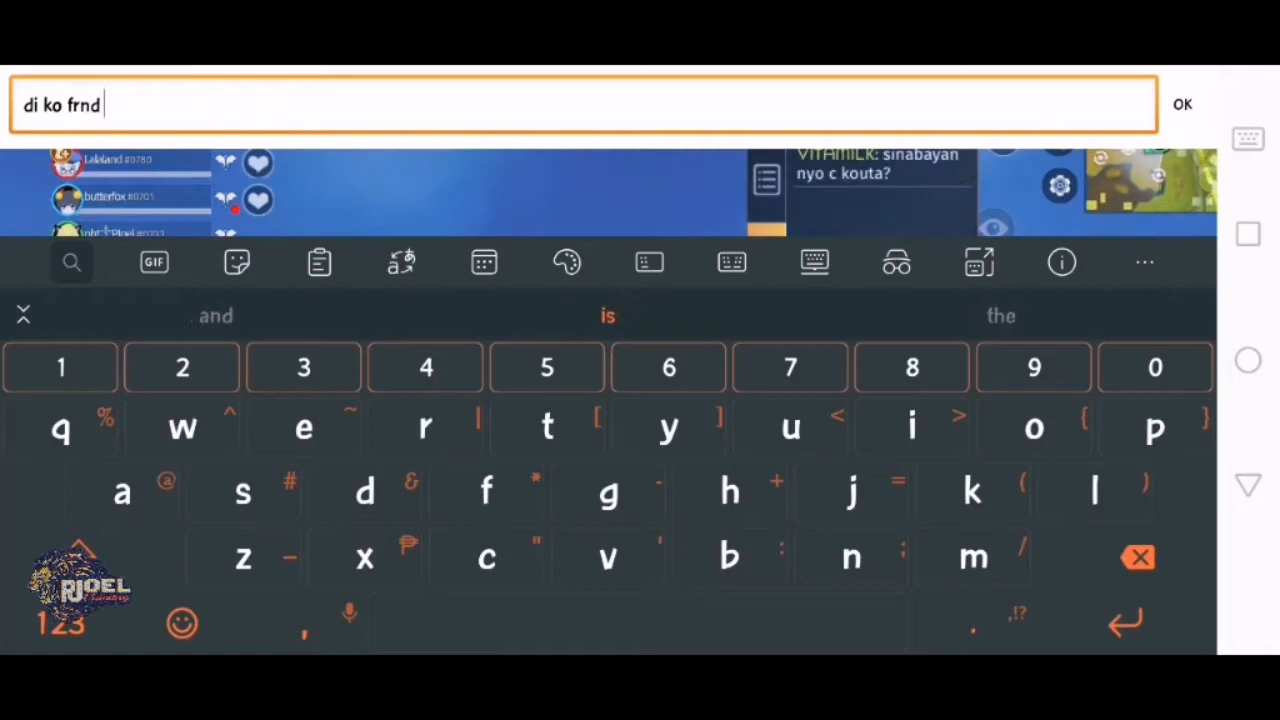 di ko frnd
OK
Lalaland #0780
butterfox #0701
VITAMILK: sinabayan
nyo c kouta?
GIF
and is the
1 2 3 4 5 6 7 8 9 0
q % w ^ e ~ r | t [ y ] u < i > o { p }
a @ s # d & f * g - h + j = k ( l )
z _ x ₱ c " v ' b : n ; m /
123 , . ,!?
RJOEL